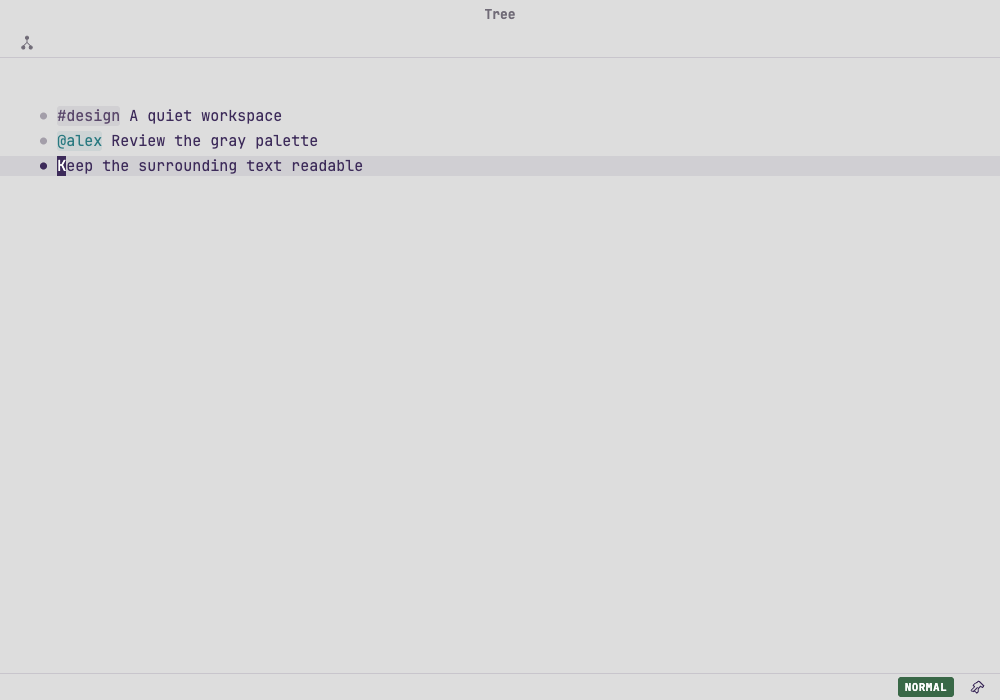 Tree
#design A quiet workspace
@alex Review the gray palette
Keep the surrounding text readable
NORMAL